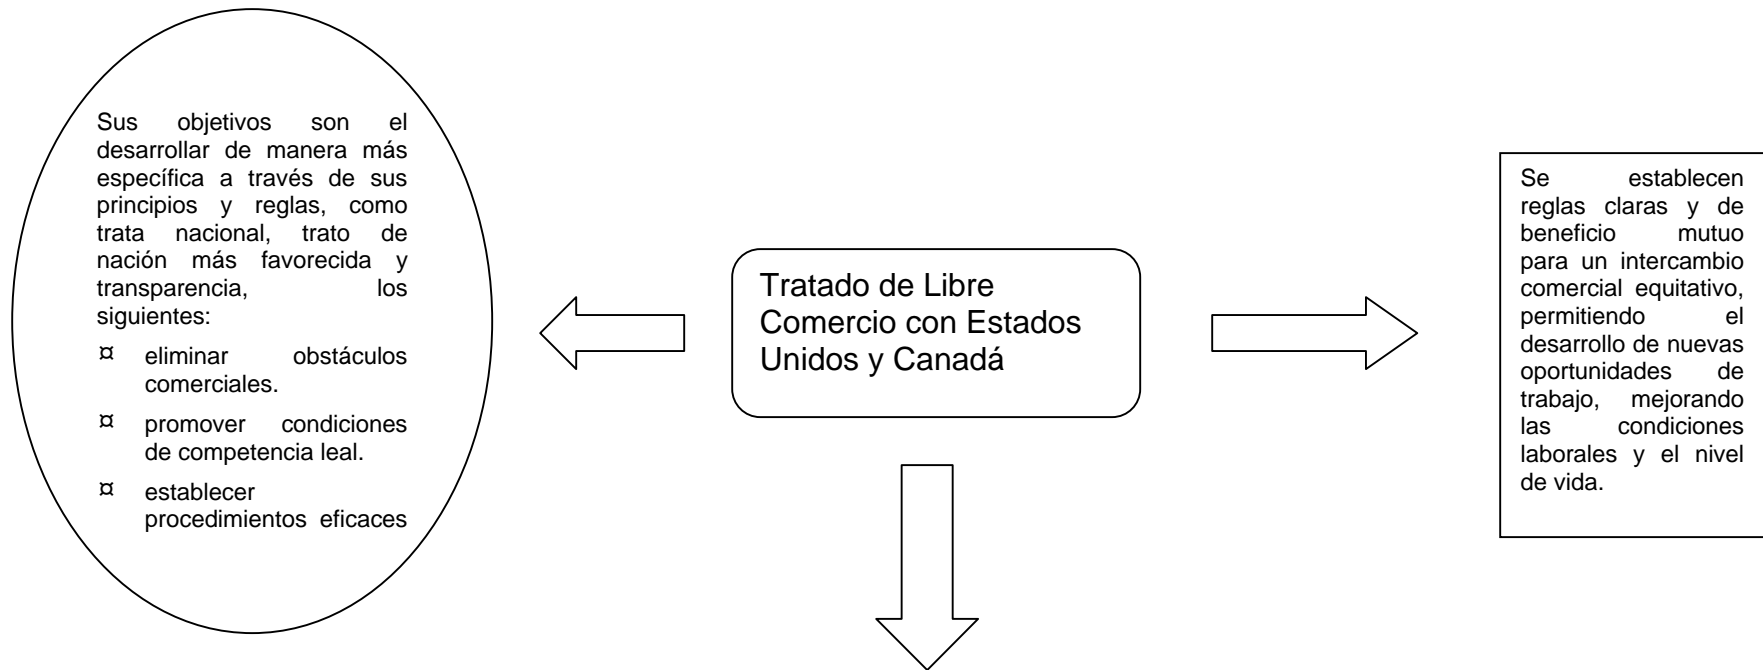 Sus objetivos son el
desarrollar de manera más
específica a través de sus
principios y reglas, como
trata nacional, trato de
nación más favorecida y
transparencia, los
siguientes:
¤ eliminar obstáculos
comerciales.
¤ promover condiciones
de competencia leal.
¤ establecer
procedimientos eficaces
Tratado de Libre
Comercio con Estados
Unidos y Canadá
Se establecen
reglas claras y de
beneficio mutuo
para un intercambio
comercial equitativo,
permitiendo el
desarrollo de nuevas
oportunidades de
trabajo, mejorando
las condiciones
laborales y el nivel
de vida.